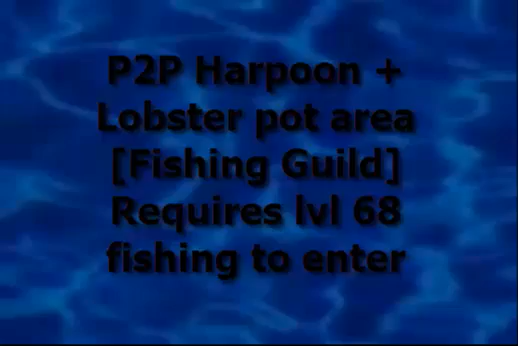 P2P Harpoon +
Lobster pot area
[Fishing Guild]
Requires lvl 68
fishing to enter